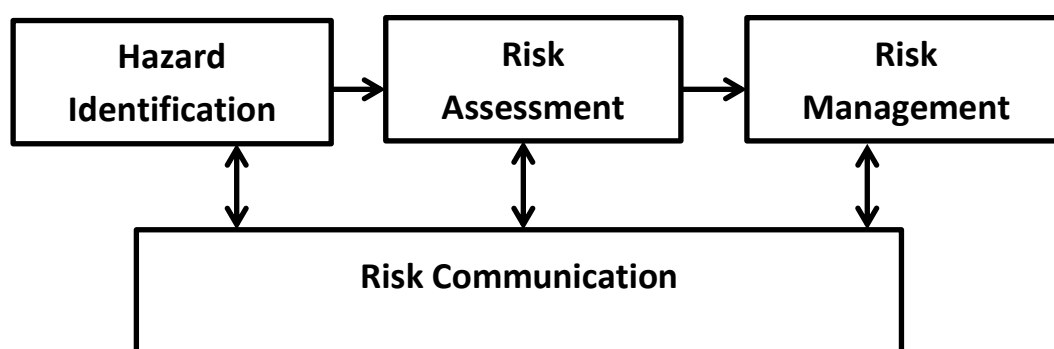 Hazard
Identification
Risk
Assessment
Risk
Management
Risk Communication